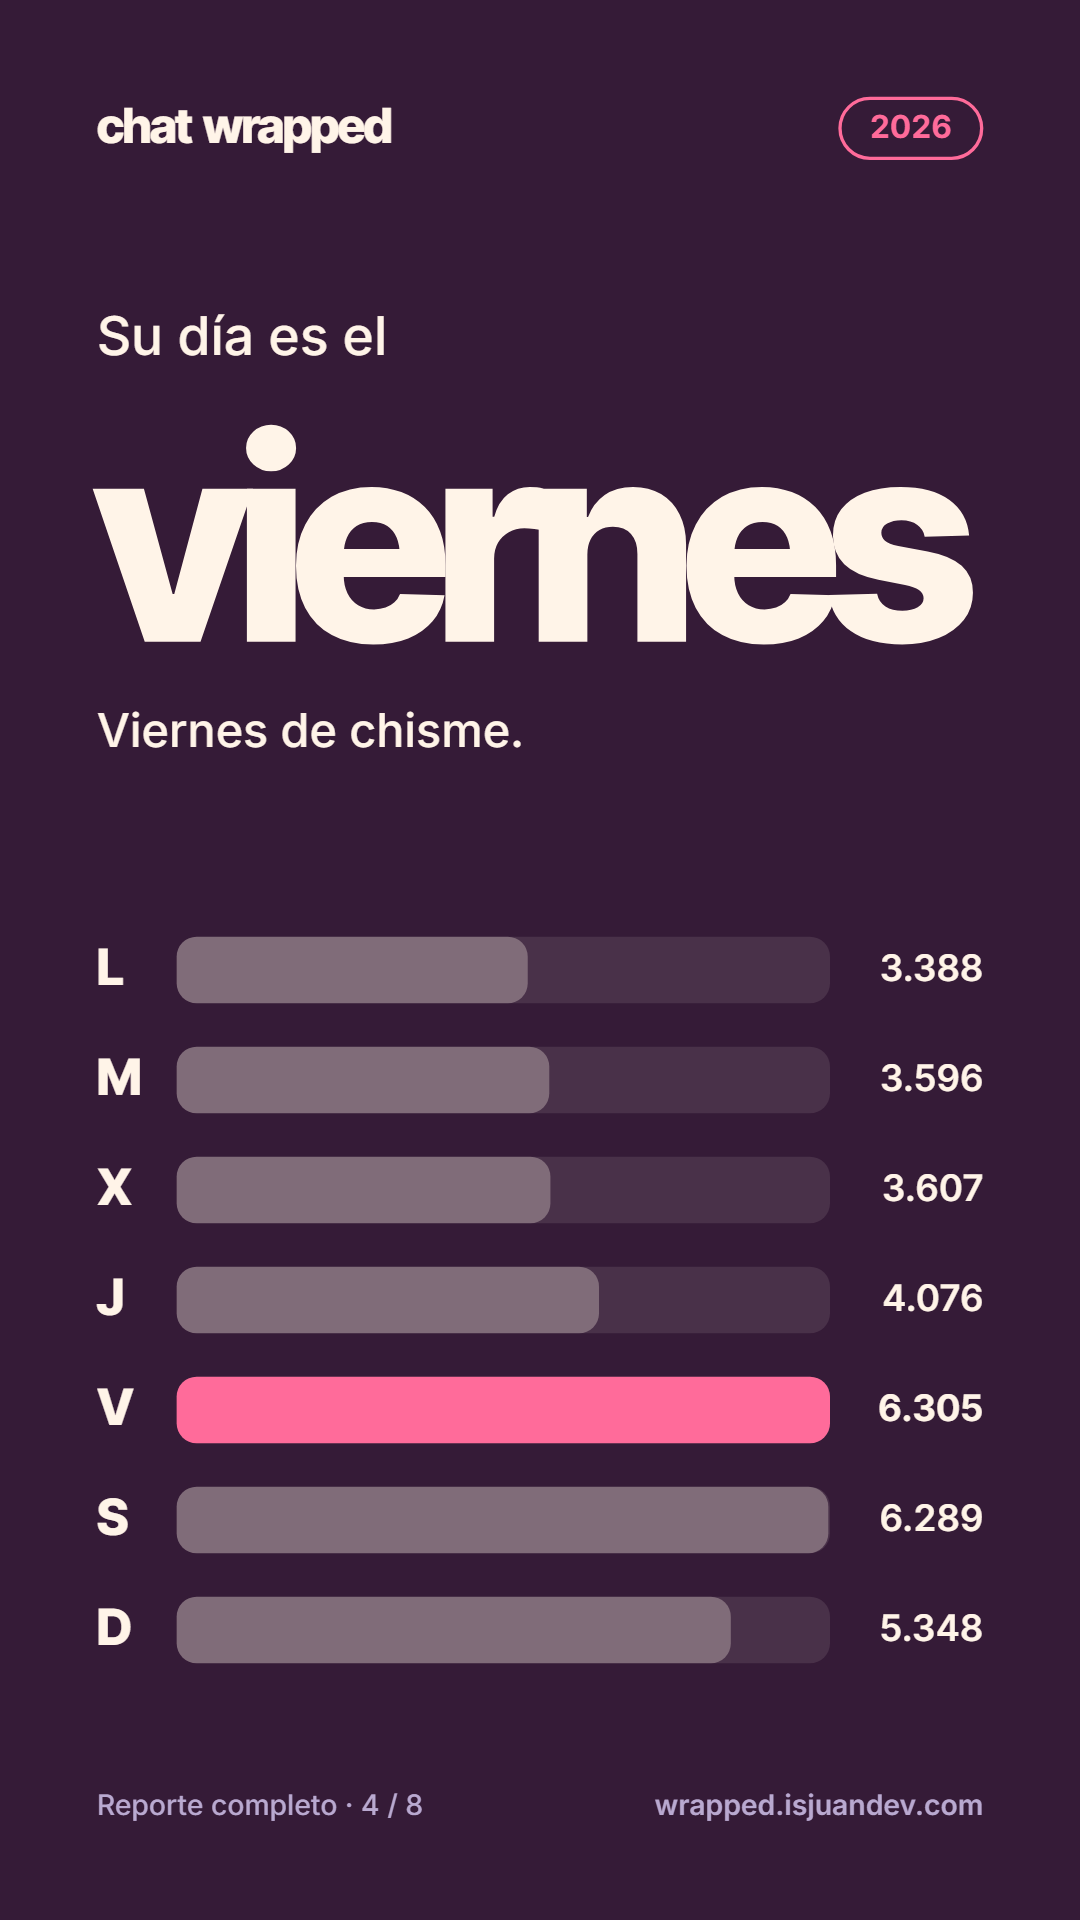 chat wrapped
2026
Su día es el
viernes
Viernes de chisme.
L 3.388
M 3.596
X 3.607
J 4.076
V 6.305
S 6.289
D 5.348
Reporte completo · 4 / 8
wrapped.isjuandev.com